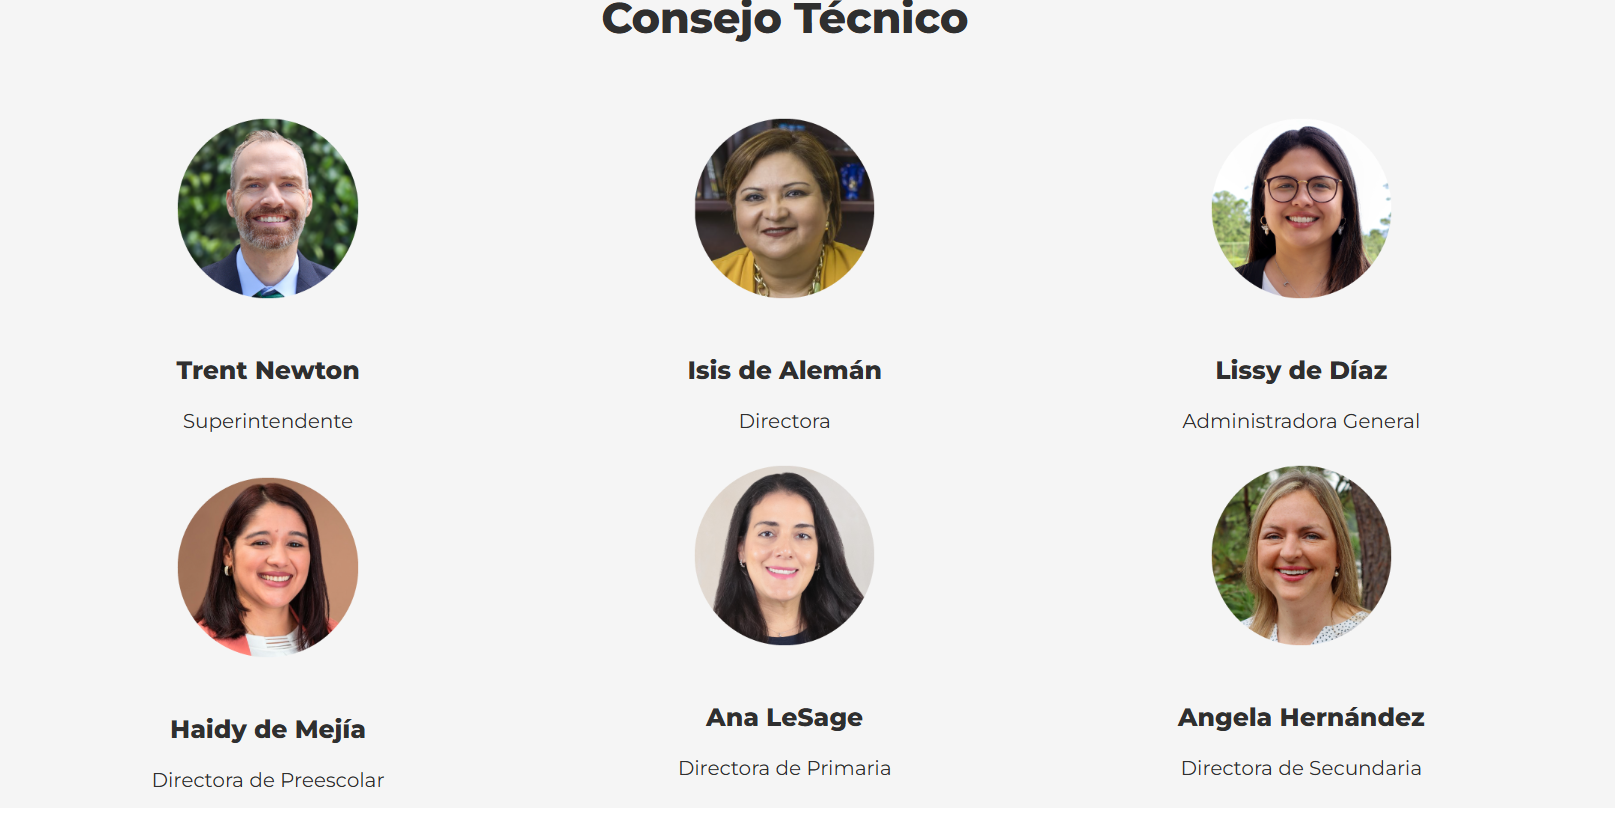 Consejo Técnico
Trent Newton
Superintendente
Isis de Alemán
Directora
Lissy de Díaz
Administradora General
Haidy de Mejía
Directora de Preescolar
Ana LeSage
Directora de Primaria
Angela Hernández
Directora de Secundaria